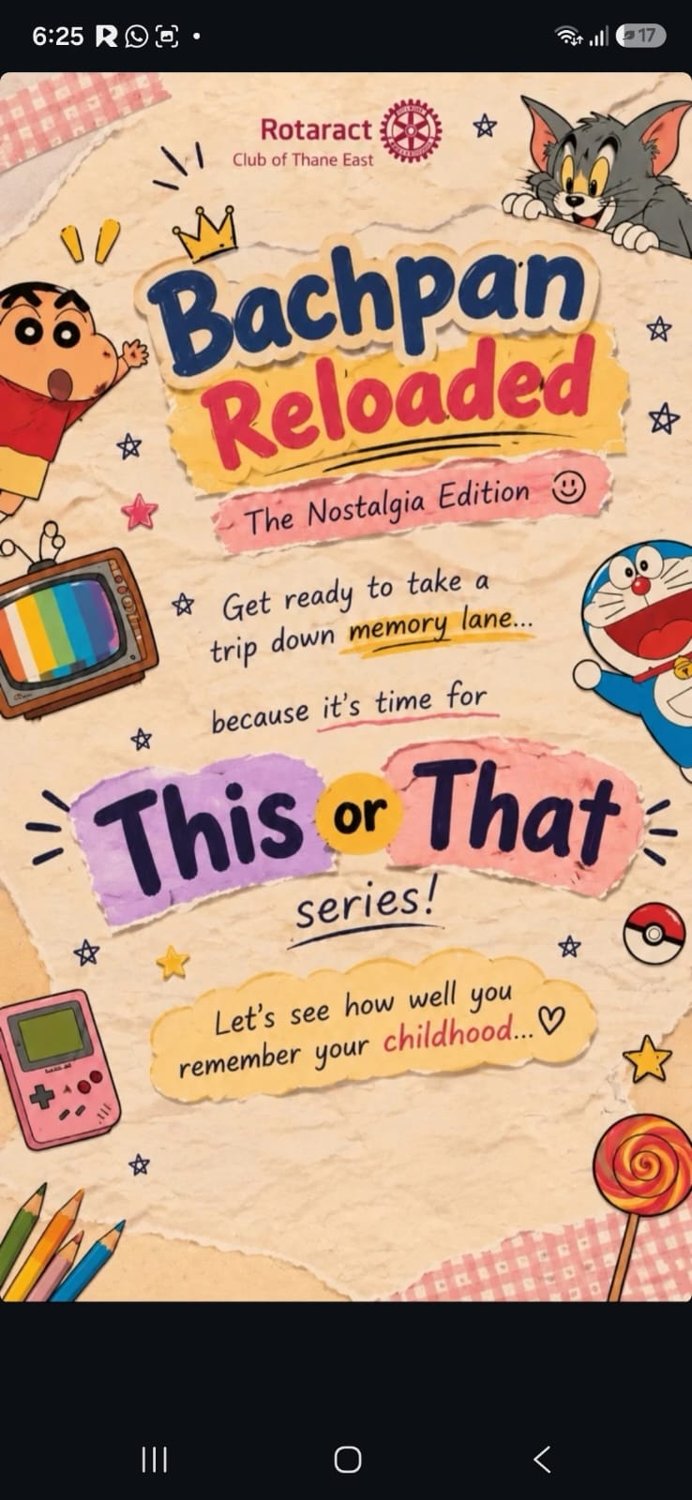 6:25
17
Rotaract
Club of Thane East
Bachpan
Reloaded
The Nostalgia Edition
Get ready to take a
trip down memory lane...
because it's time for
This or That
series!
Let's see how well you
remember your childhood...